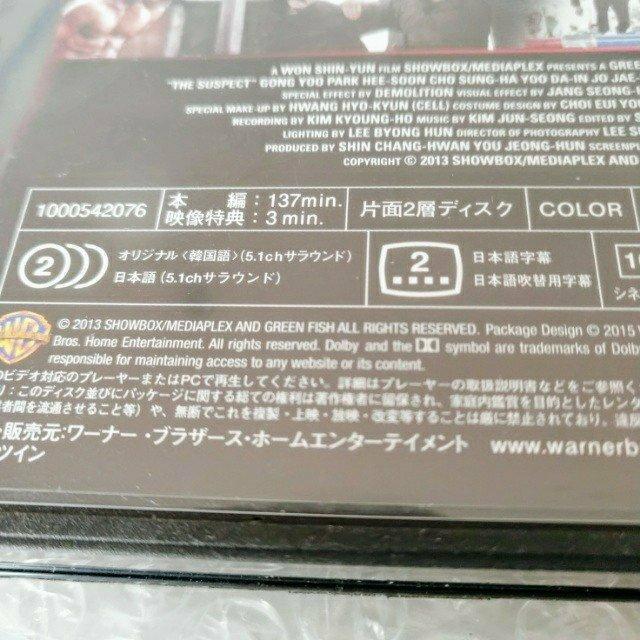 A WON SHIN-YUN FILM SHOWBOX/MEDIAPLEX PRESENTS A
"THE SUSPECT" GONG YOO PARK HEE-SOON CHO SUNG-HA YOO DA-IN JO JAE
SPECIAL EFFECT BY DEMOLITION MUSIC EFFECT BY JANG SEONG
SPECIAL MAKE-UP BY HWANG HYO-KYUN (CELL) COSTUME DESIGN BY CHOI EUI YO
RECORDING BY KIM KYOUNG-HO MUSIC BY KIM JUN-SEONG
LIGHTING BY LEE BYONG HUN DIRECTOR OF PHOTOGRAPHY LEE S
PRODUCED BY SHIN CHANG-HWAN YOU JEONG-HUN
COPYRIGHT © 2013 SHOWBOX/MEDIAPLEX AND
1000542076
本 編:137min.
映像特典:3min.
片面2層ディスク
COLOR
2
オリジナル〈韓国語〉(5.1chサラウンド)
日本語(5.1chサラウンド)
2
日本語字幕
日本語吹替用字幕
シネ
WB
© 2013 SHOWBOX/MEDIAPLEX AND GREEN FISH ALL RIGHTS RESERVED. Package Design © 2015
Bros. Home Entertainment. All rights reserved. Dolby and the symbol are trademarks of Dolby
responsible for maintaining access to any website or its content.
のビデオ対応のプレーヤーまたはPCで再生してください。詳細はプレーヤーの取扱説明書などをご参照く
:このディスク並びにパッケージに関する総ての権利は著作権者に留保され、家庭内鑑賞を目的としたレンタ
者間を流通させること等)や、無断でこれを複製・上映・放映・改変等することは厳に禁止されており、
・販売元:ワーナー・ブラザース・ホームエンターテイメント www.warnerb
ツイン